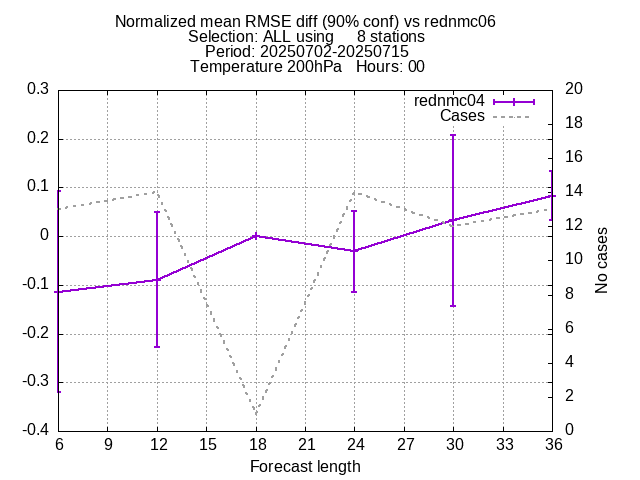 Normalized mean RMSE diff (90% conf) vs rednmc06
Selection: ALL using     8 stations
Period: 20250702-20250715
Temperature 200hPa   Hours: 00
rednmc04
Cases
0.3
0.2
0.1
0
-0.1
-0.2
-0.3
-0.4
20
18
16
14
12
10
8
6
4
2
0
No cases
6 9 12 15 18 21 24 27 30 33 36
Forecast length